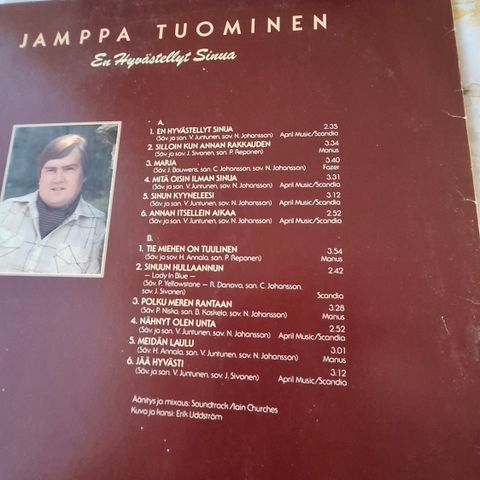 JAMPPA TUOMINEN
En Hyvästellyt Sinua
A.
1. EN HYVÄSTELLYT SINUA 2:35
(Säv. ja san. V. Juntunen, sov. N. Johansson) April Music/Scandia
2. SILLOIN KUN ANNAN RAKKAUDEN 3:34
(Säv. ja sov. J. Sivonen, san. P. Reponen) Manus
3. MARJA 3:40
(Säv. J. Bouwens, san. C. Johansson, sov. N. Johansson) Fazer
4. MITÄ OISIN ILMAN SINUA 3:31
(Säv. ja san. V. Juntunen, sov. N. Johansson) April Music/Scandia
5. SINUN KYYNELEESI 3:12
(Säv. ja san. V. Juntunen, sov. N. Johansson) April Music/Scandia
6. ANNAN ITSELLEIN AIKAA 2:52
(Säv. ja san. V. Juntunen, sov. N. Johansson) April Music/Scandia
B.
1. TIE MIEHEN ON TUULINEN 3:54
(Säv. ja sov. H. Annala, san. P. Reponen) Manus
2. SINUUN HULLAANNUN 2:42
— Lady In Blue —
(Säv. P. Yellowstone — R. Danova, san. C. Johansson,
sov. J. Sivonen) Scandia
3. POLKU MEREN RANTAAN 3:28
(Säv. P. Niska, san. B. Koskelo, sov. N. Johansson) Manus
4. NÄHNYT OLEN UNTA 2:52
(Säv. ja san. V. Juntunen, sov. N. Johansson) April Music/Scandia
5. MEIDÄN LAULU 3:01
(Säv. H. Annala, san. V. Juntunen, sov. N. Johansson) Manus
6. JÄÄ HYVÄSTI 3:12
(Säv. ja san. V. Juntunen, sov. J. Sivonen) April Music/Scandia
Äänitys ja mixaus: Soundtrack/Iain Churches
Kuva ja kansi: Erik Uddström